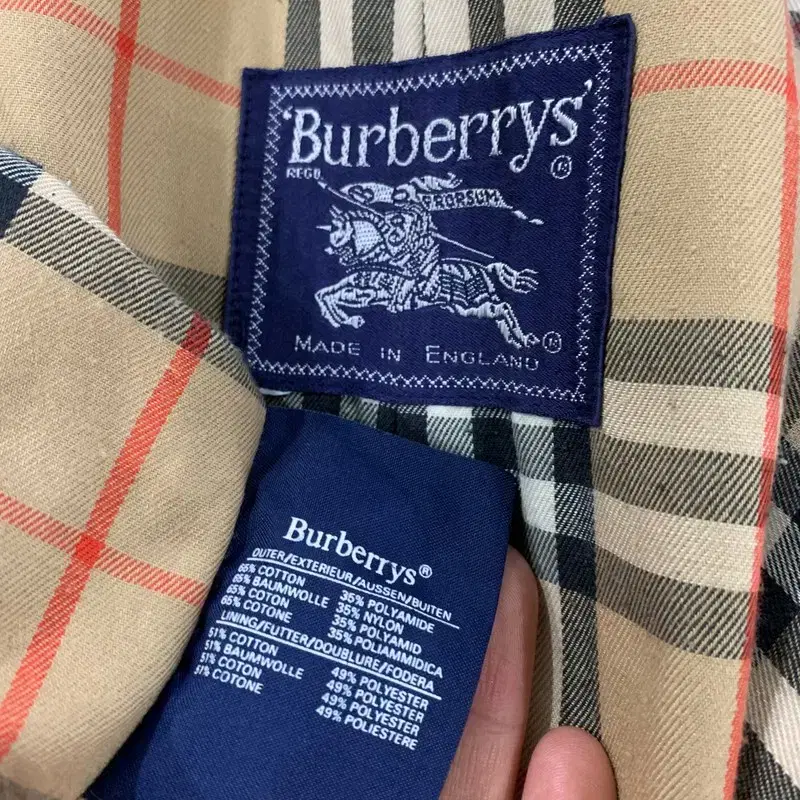 'Burberrys'
REGD.
PRORSUM
MADE IN ENGLAND
Burberrys®
OUTER/EXTERIEUR/AUSSEN/BUITEN
65% COTTON 35% POLYAMIDE
65% BAUMWOLLE 35% NYLON
65% COTON 35% POLYAMID
65% COTONE 35% POLIAMMIDICA
LINING/FUTTER/DOUBLURE/FODERA
51% COTTON 49% POLYESTER
51% BAUMWOLLE 49% POLYESTER
51% COTON 49% POLYESTER
51% COTONE 49% POLIESTERE